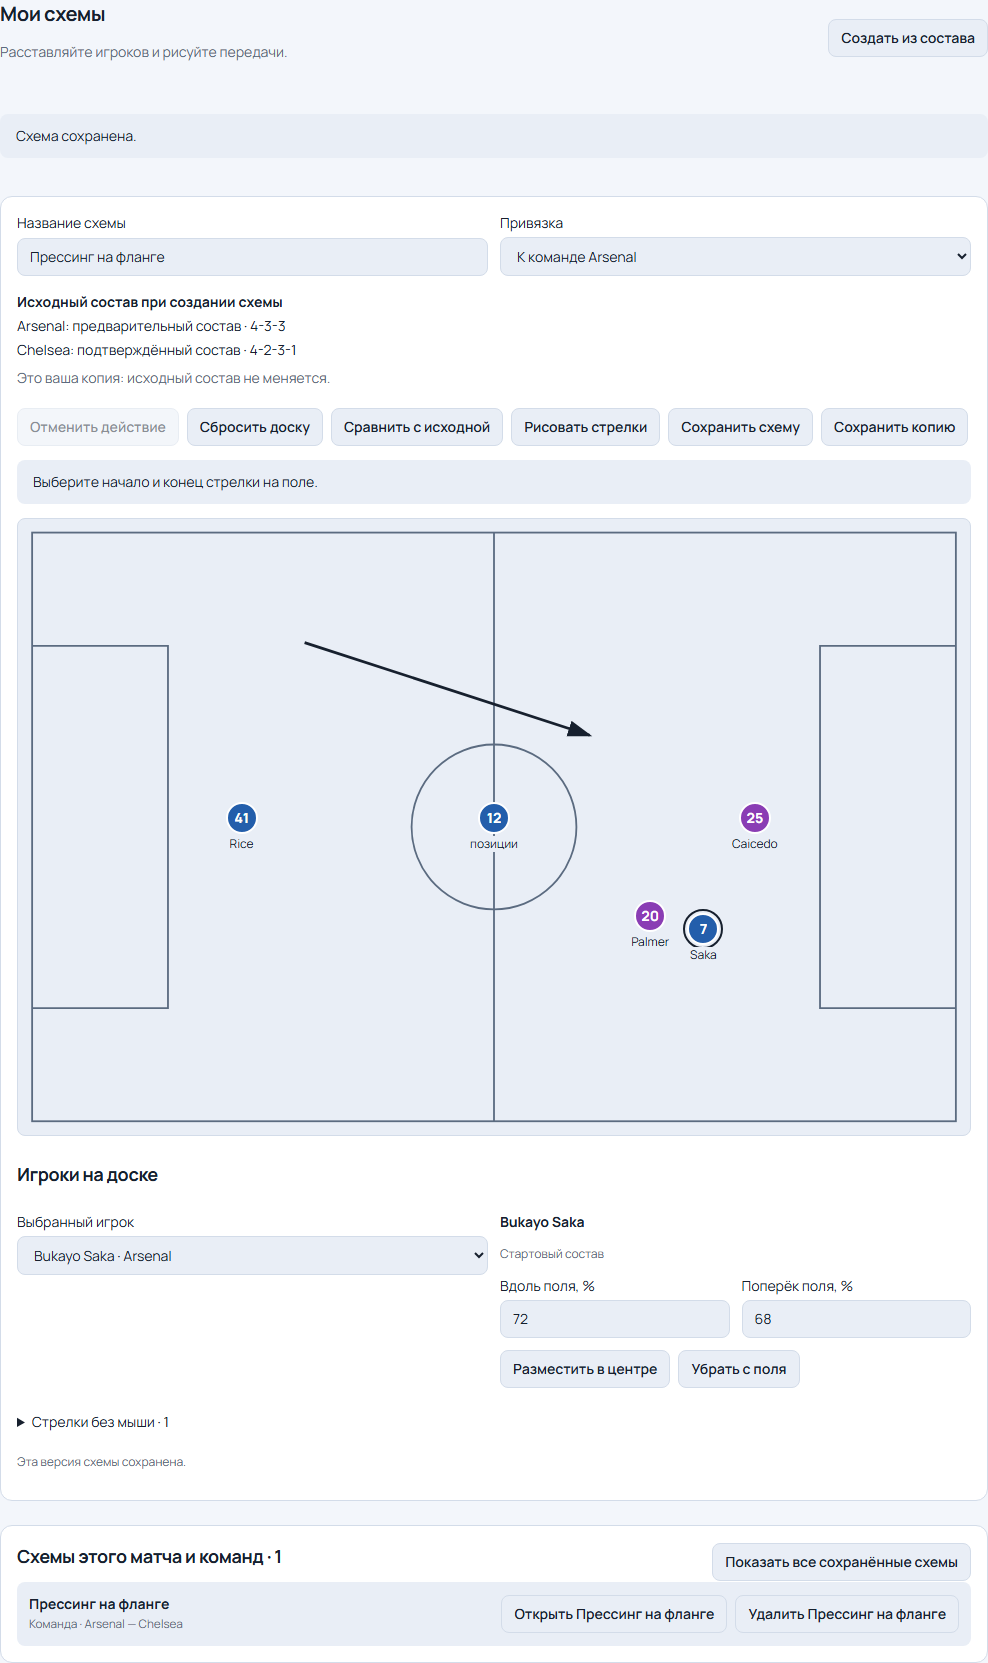 Мои схемы
Расставляйте игроков и рисуйте передачи.
Создать из состава
Схема сохранена.
Название схемы
Привязка
Прессинг на фланге
К команде Arsenal
Исходный состав при создании схемы
Arsenal: предварительный состав · 4-3-3
Chelsea: подтверждённый состав · 4-2-3-1
Это ваша копия: исходный состав не меняется.
Отменить действие
Сбросить доску
Сравнить с исходной
Рисовать стрелки
Сохранить схему
Сохранить копию
Выберите начало и конец стрелки на поле.
41
Rice
12
позиции
25
Caicedo
20
Palmer
7
Saka
Игроки на доске
Выбранный игрок
Bukayo Saka · Arsenal
Bukayo Saka
Стартовый состав
Вдоль поля, %
Поперёк поля, %
72
68
Разместить в центре
Убрать с поля
Стрелки без мыши · 1
Эта версия схемы сохранена.
Схемы этого матча и команд · 1
Показать все сохранённые схемы
Прессинг на фланге
Команда · Arsenal — Chelsea
Открыть Прессинг на фланге
Удалить Прессинг на фланге